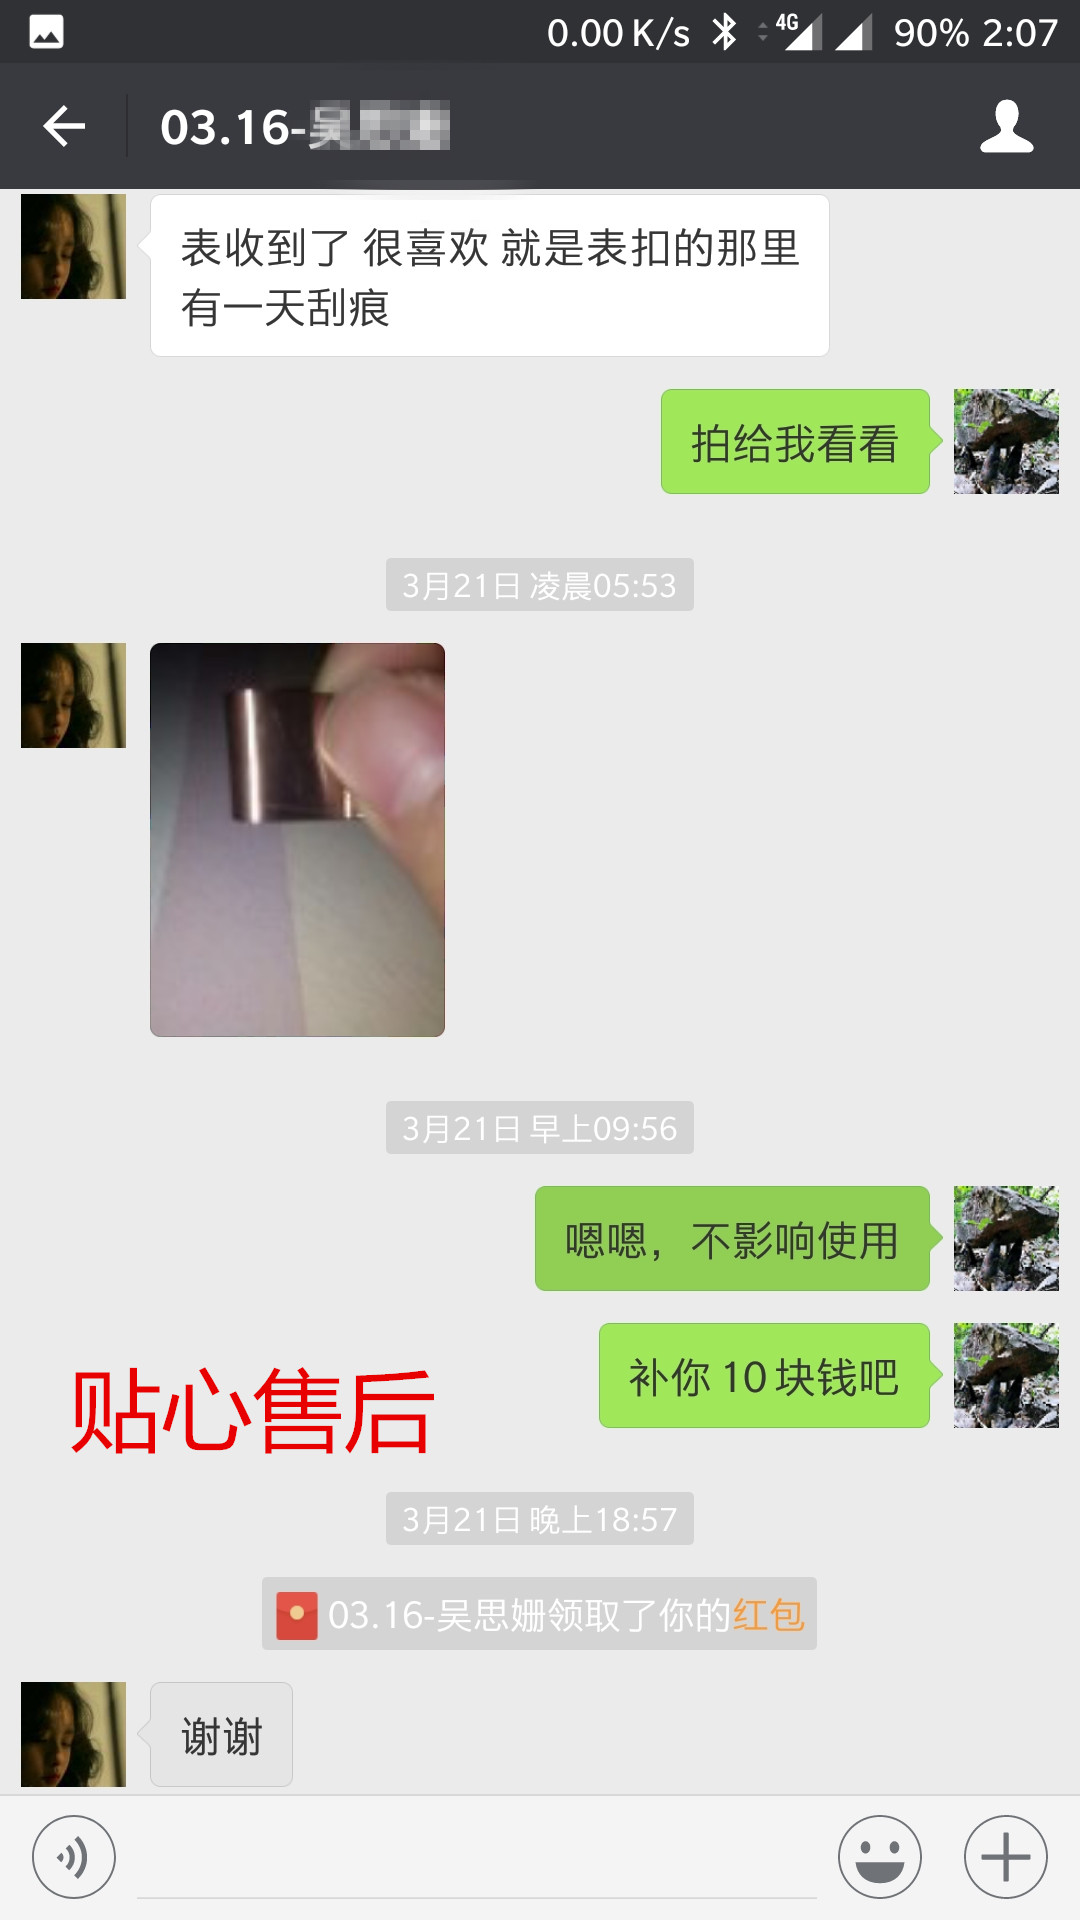 0.00 K/s 4G 90% 2:07
03.16-吴
表收到了 很喜欢 就是表扣的那里
有一天刮痕
拍给我看看
3月21日 凌晨05:53
3月21日 早上09:56
嗯嗯，不影响使用
补你 10 块钱吧
贴心售后
3月21日 晚上18:57
03.16-吴思姗领取了你的红包
谢谢